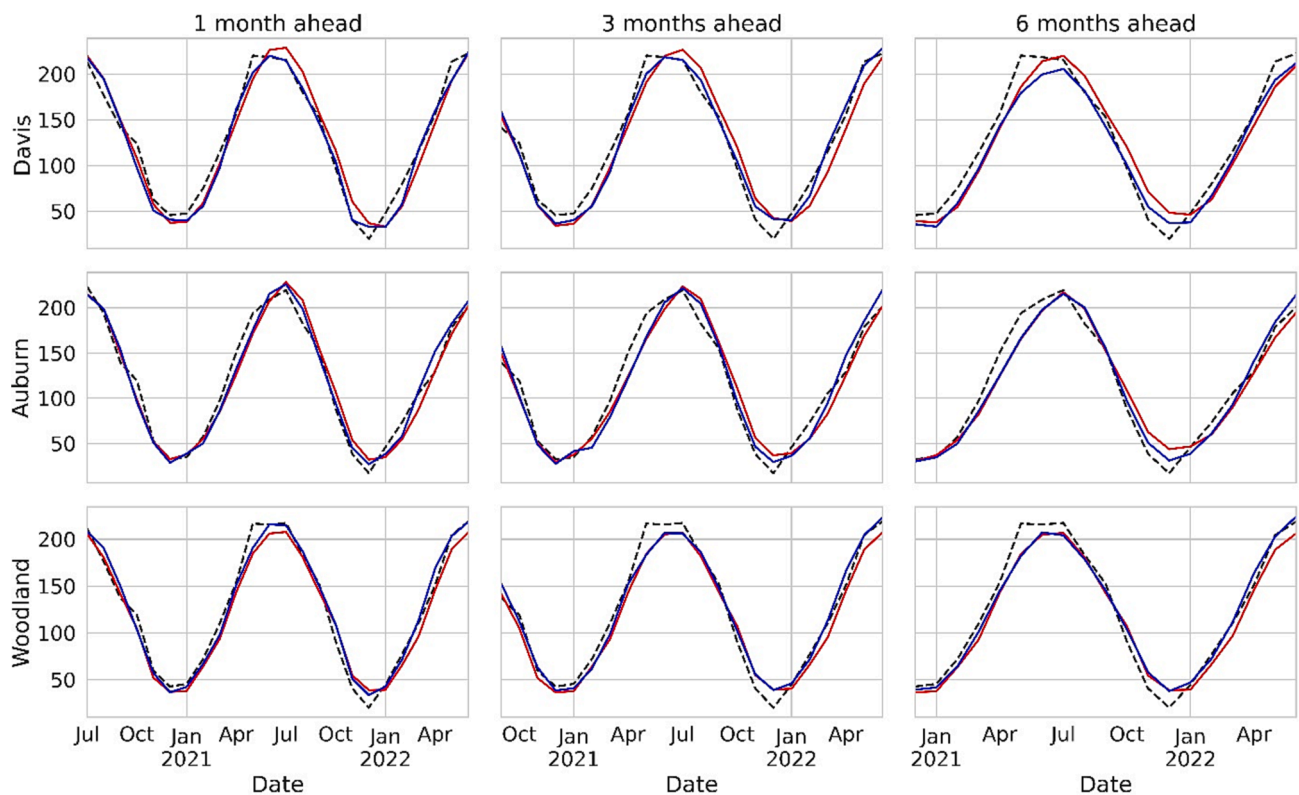 1 month ahead 3 months ahead 6 months ahead
Davis
200
150
100
50
Auburn
200
150
100
50
Woodland
200
150
100
50
Jul Oct Jan Apr Jul Oct Jan Apr Oct Jan Apr Jul Oct Jan Apr Jan Apr Jul Oct Jan Apr
2021 2022 2021 2022 2021 2022
Date Date Date